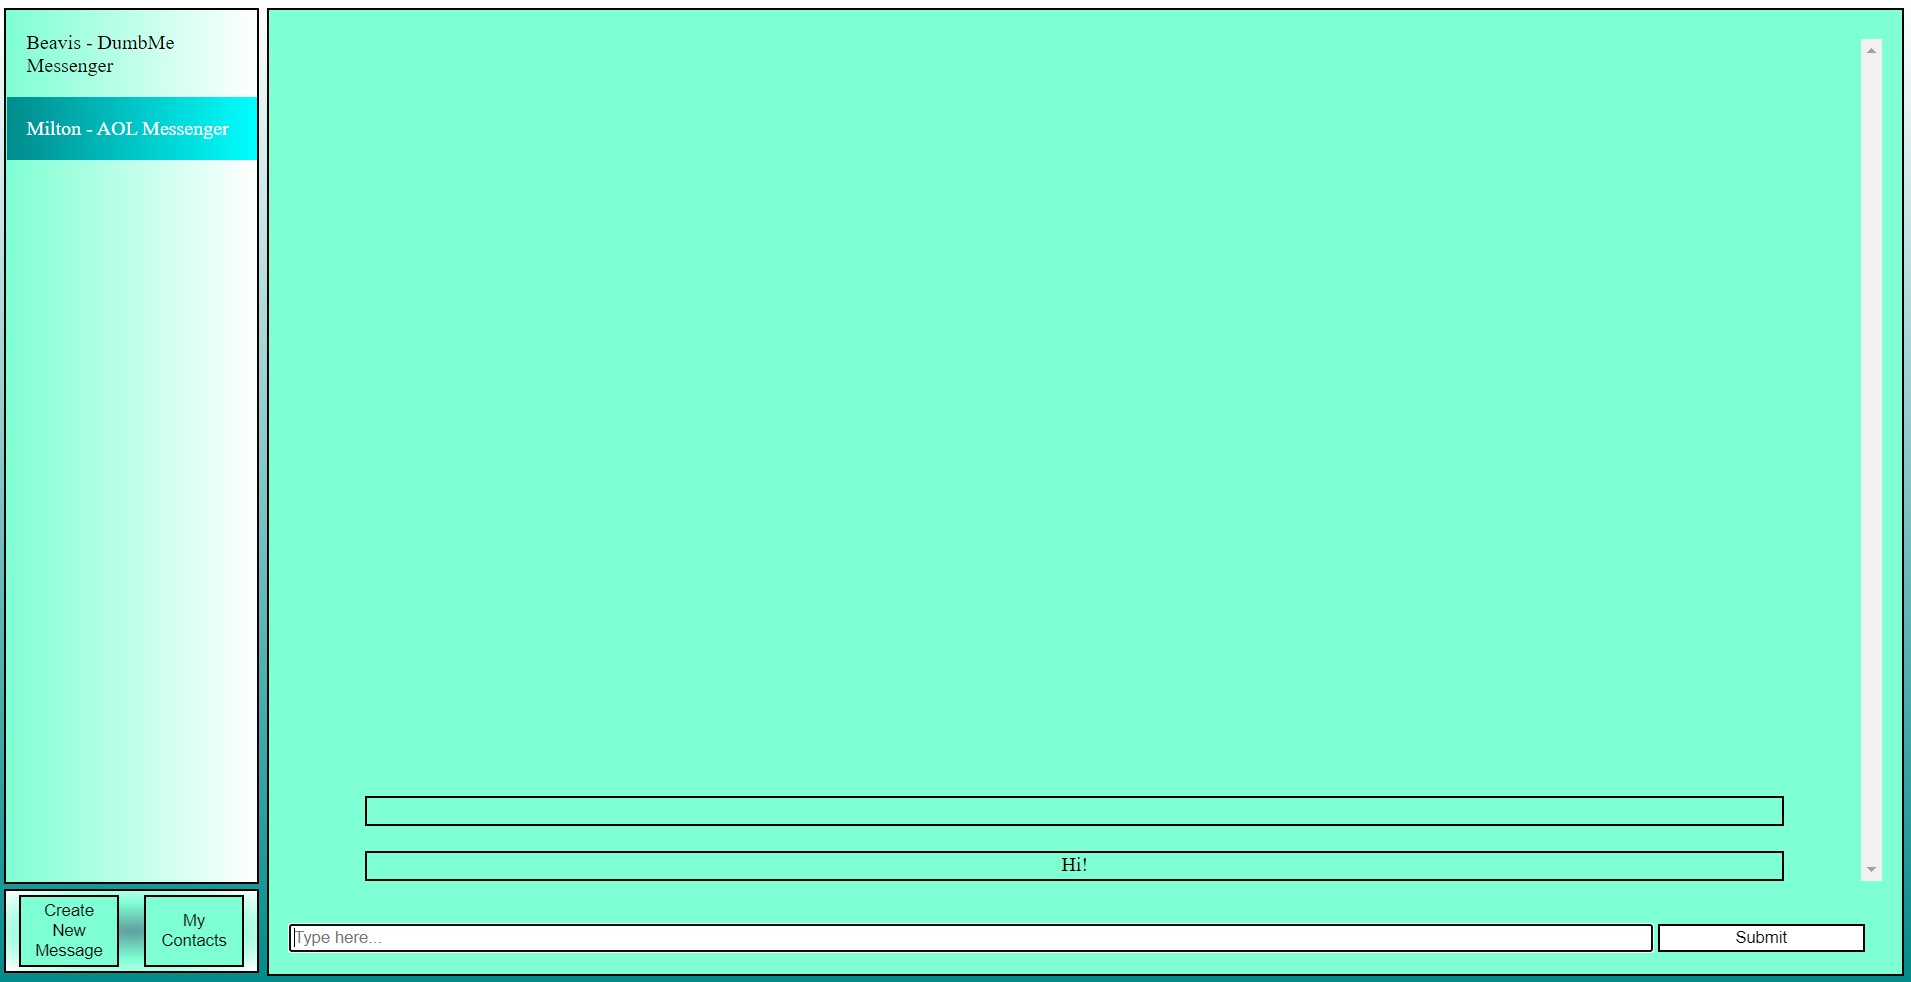 Beavis - DumbMe
Messenger
Milton - AOL Messenger
Hi!
Create
New
Message
My
Contacts
Type here...
Submit